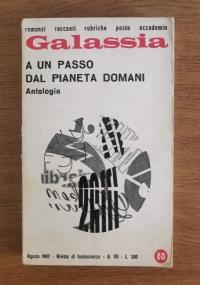 romanzi racconti rubriche posta accademia
Galassia
A UN PASSO
DAL PIANETA DOMANI
Antologia
Agosto 1967 - Rivista di fantascienza - A. VII - L. 300
80